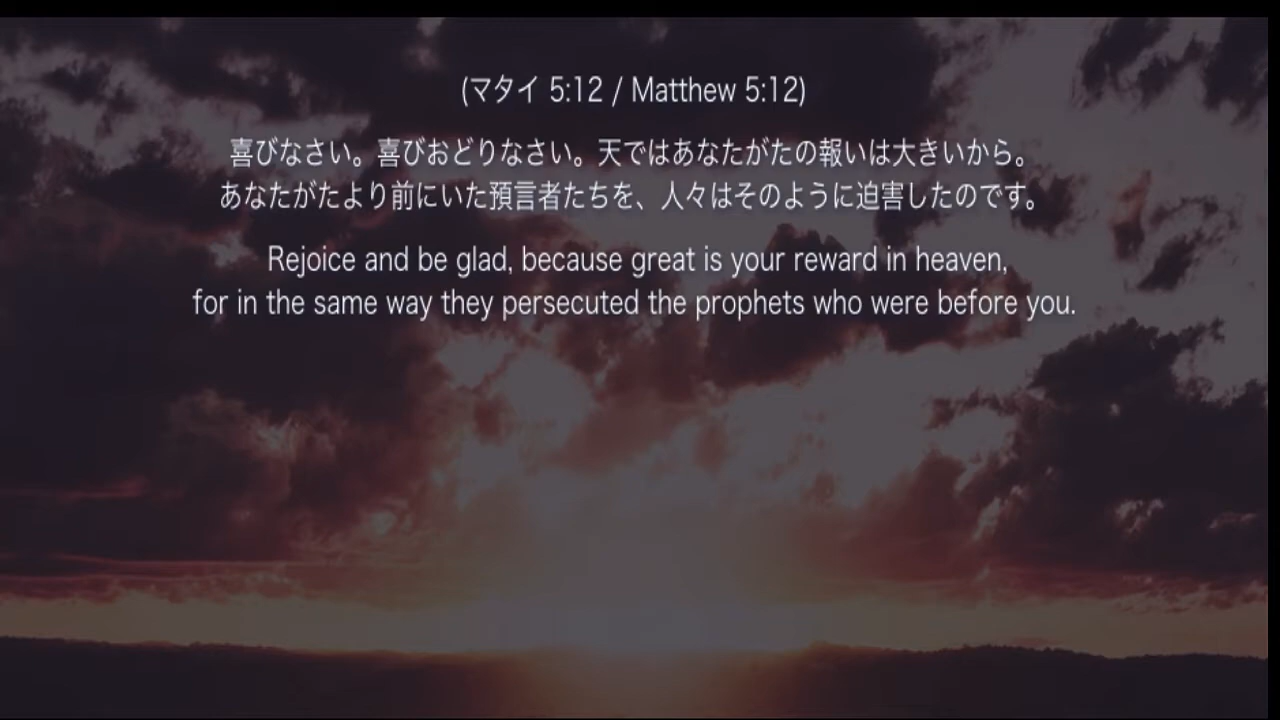 (マタイ 5:12 / Matthew 5:12)
喜びなさい。喜びおどりなさい。天ではあなたがたの報いは大きいから。
あなたがたより前にいた預言者たちを、人々はそのように迫害したのです。
Rejoice and be glad, because great is your reward in heaven,
for in the same way they persecuted the prophets who were before you.